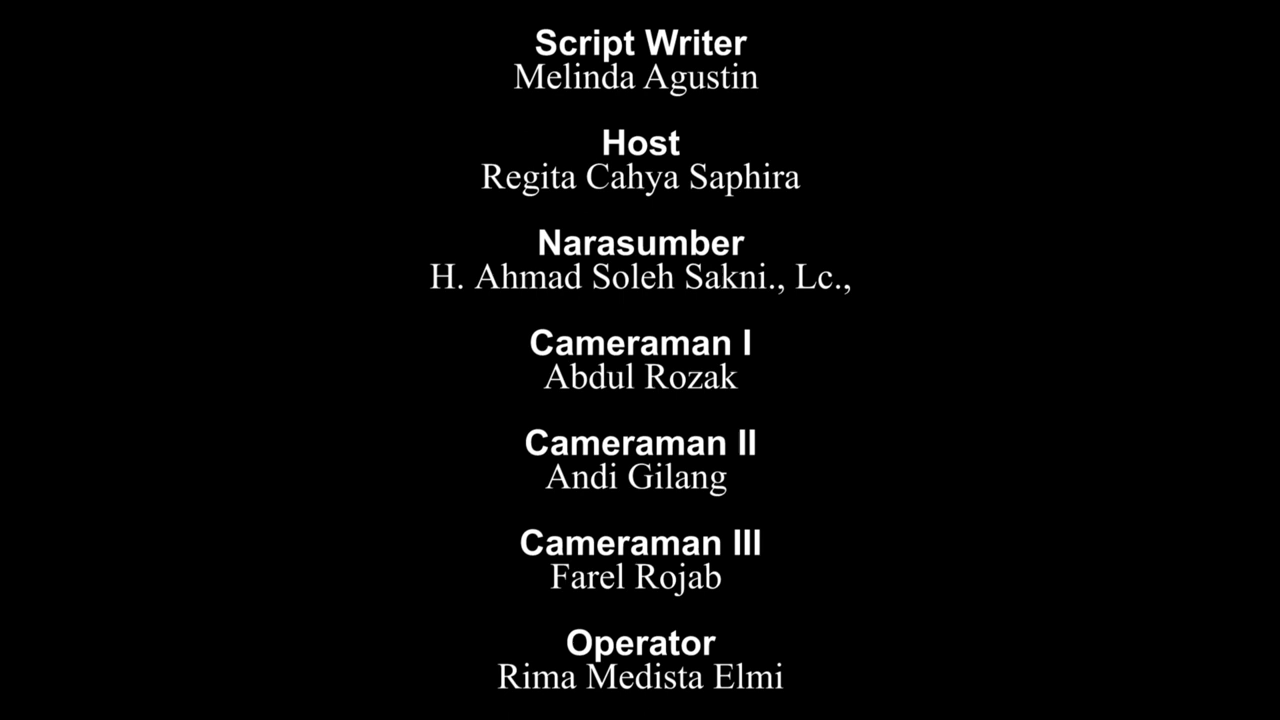 Script Writer
Melinda Agustin
Host
Regita Cahya Saphira
Narasumber
H. Ahmad Soleh Sakni., Lc.,
Cameraman I
Abdul Rozak
Cameraman II
Andi Gilang
Cameraman III
Farel Rojab
Operator
Rima Medista Elmi